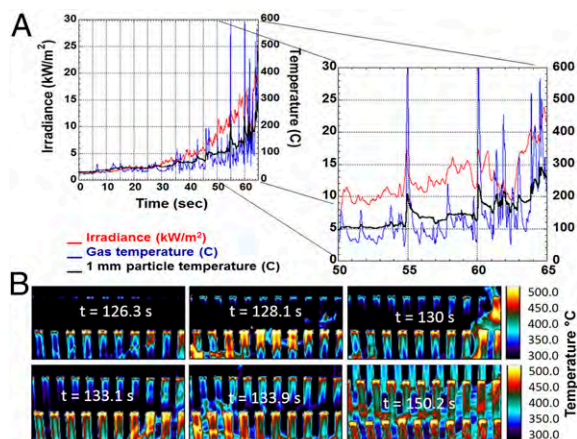 A
30
25
20
15
10
5
0
Irradiance (kW/m²)
0 10 20 30 40 50 60
Time (sec)
600
500
400
300
200
100
0
Temperature (C)
30
25
20
15
10
5
0
50 55 60 65
600
500
400
300
200
100
0
Irradiance (kW/m²)
Gas temperature (C)
1 mm particle temperature (C)
B
t = 126.3 s
t = 128.1 s
t = 130 s
500.0
450.0
400.0
350.0
300.0
t = 133.1 s
t = 133.9 s
t = 150.2 s
500.0
450.0
400.0
350.0
300.0
Temperature °C